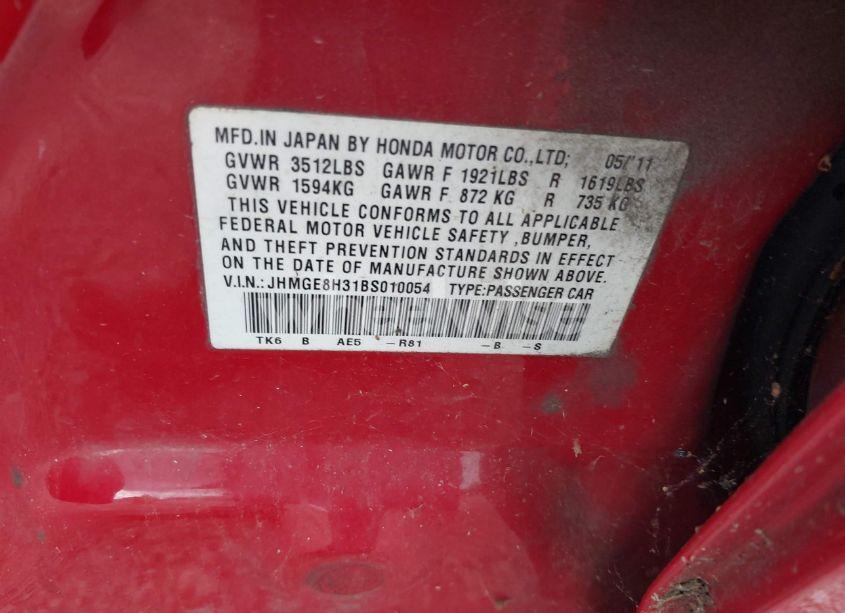 MFD.IN JAPAN BY HONDA MOTOR CO.,LTD; 05/'11
GVWR 3512LBS GAWR F 1921LBS R 1619LBS
GVWR 1594KG GAWR F 872 KG R 735 KG
THIS VEHICLE CONFORMS TO ALL APPLICABLE
FEDERAL MOTOR VEHICLE SAFETY ,BUMPER,
AND THEFT PREVENTION STANDARDS IN EFFECT
ON THE DATE OF MANUFACTURE SHOWN ABOVE.
V.I.N.:JHMGE8H31BS010054 TYPE:PASSENGER CAR
TK6 B AE5 -R81 -B -S